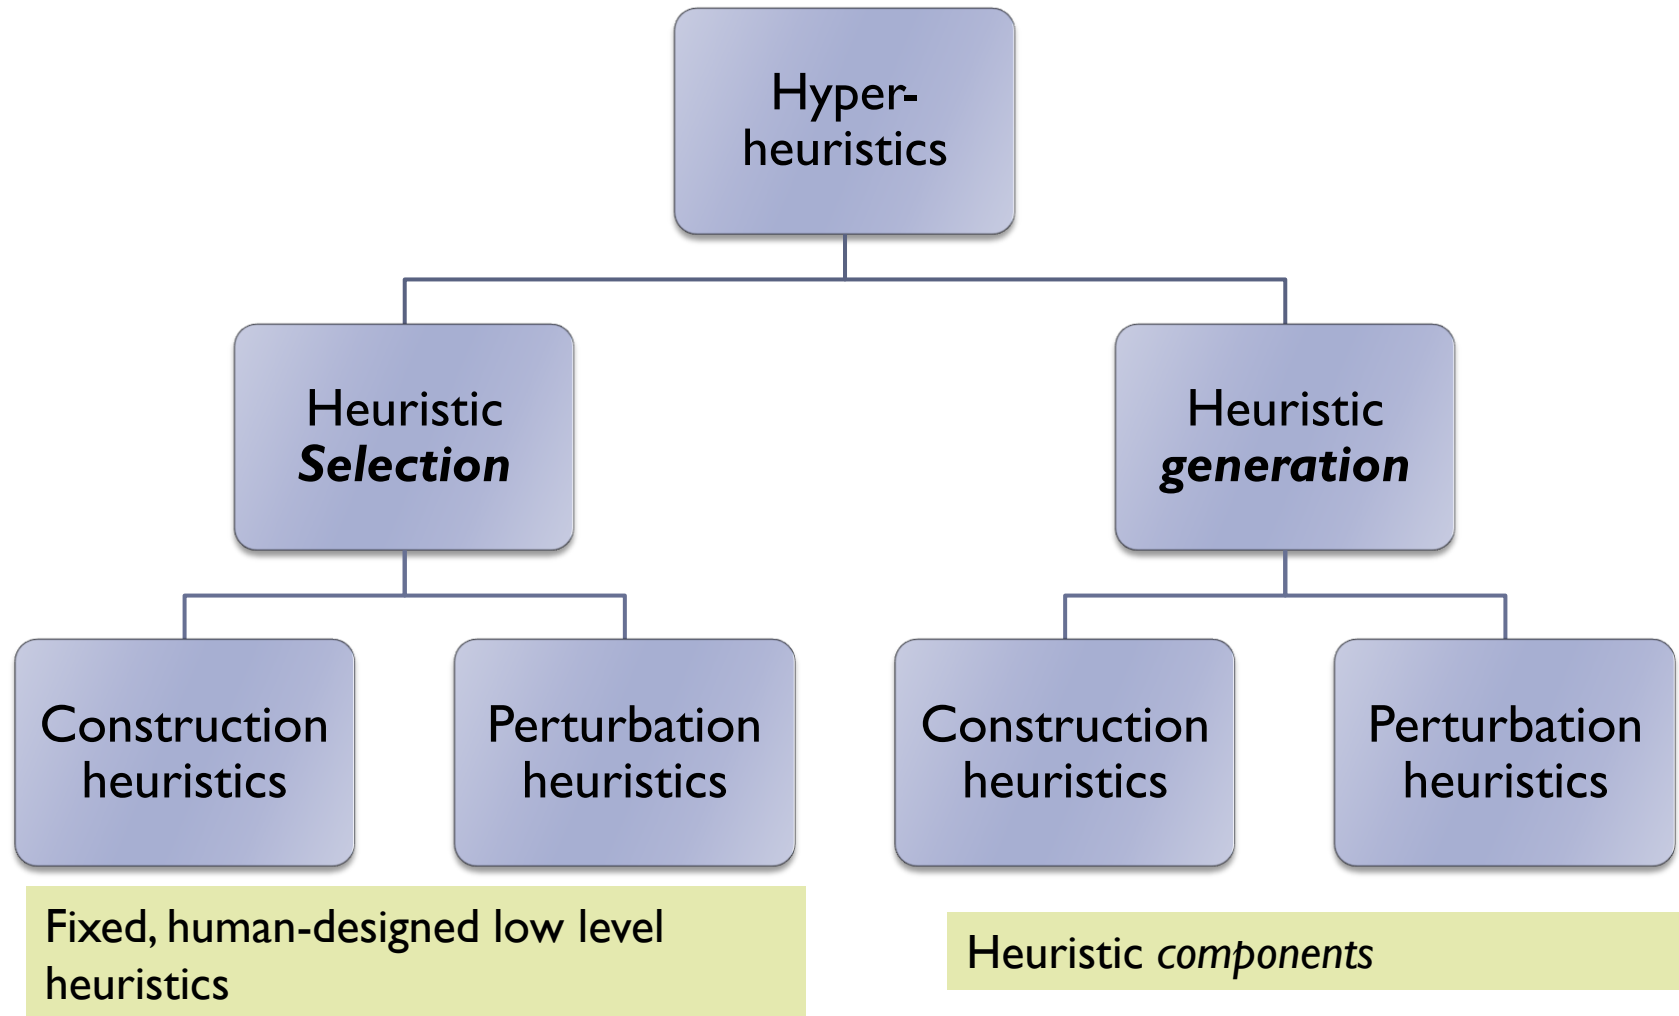 Hyper-
heuristics
Heuristic
Selection
Heuristic
generation
Construction
heuristics
Perturbation
heuristics
Construction
heuristics
Perturbation
heuristics
Fixed, human-designed low level
heuristics
Heuristic components